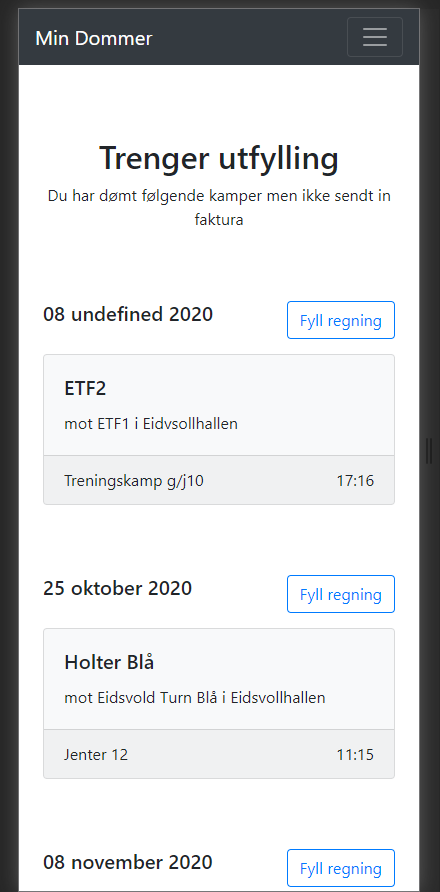 Min Dommer
Trenger utfylling
Du har dømt følgende kamper men ikke sendt in
faktura
08 undefined 2020
Fyll regning
ETF2
mot ETF1 i Eidvsollhallen
Treningskamp g/j10
17:16
25 oktober 2020
Fyll regning
Holter Blå
mot Eidsvold Turn Blå i Eidsvollhallen
Jenter 12
11:15
08 november 2020
Fyll regning